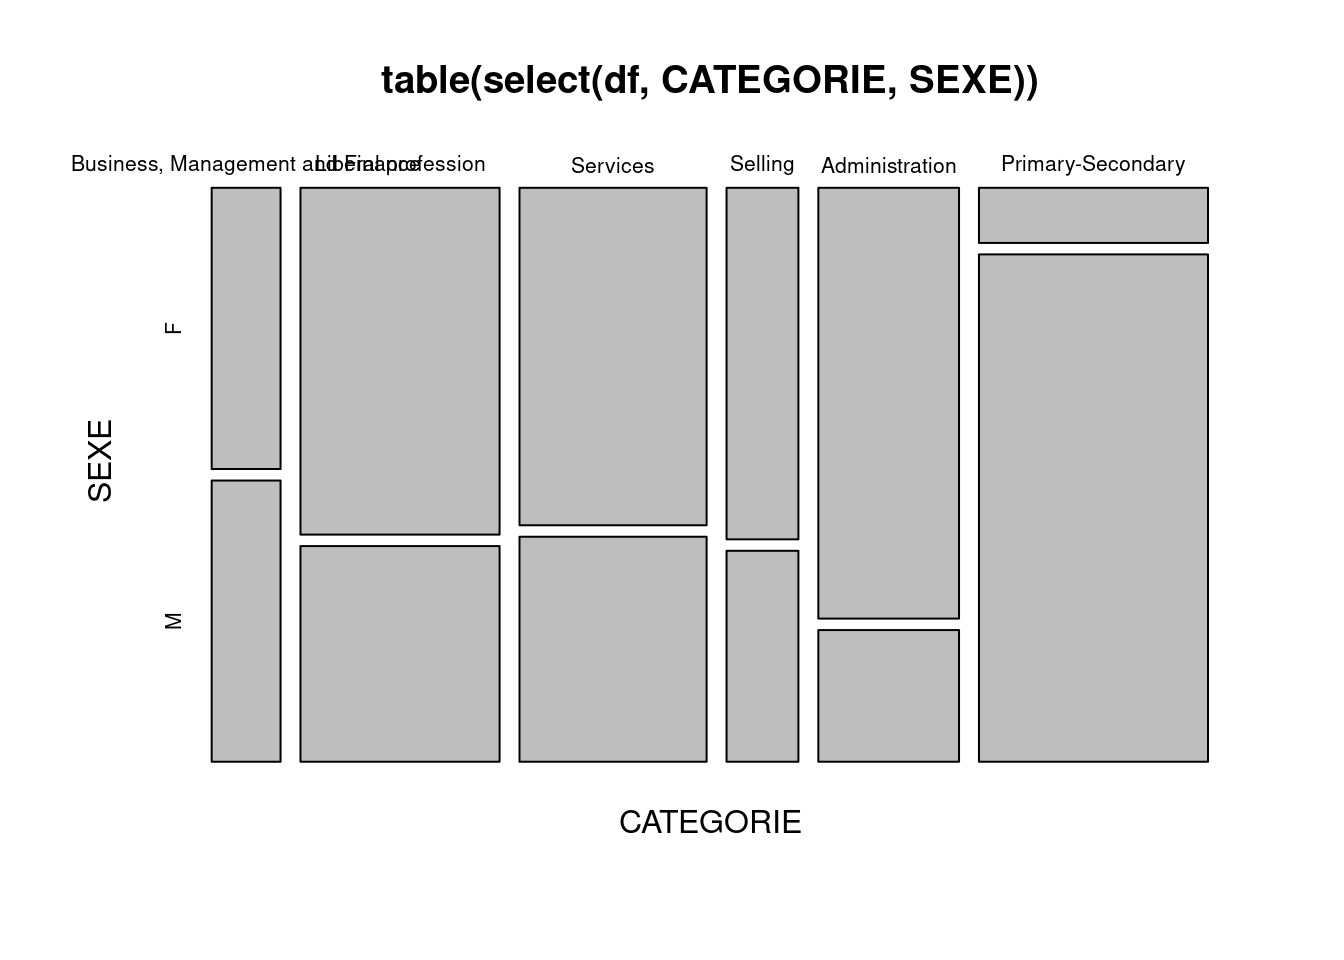 table(select(df, CATEGORIE, SEXE))
Business, Management and Finance Liberal profession Services Selling Administration Primary-Secondary
F
SEXE
M
CATEGORIE